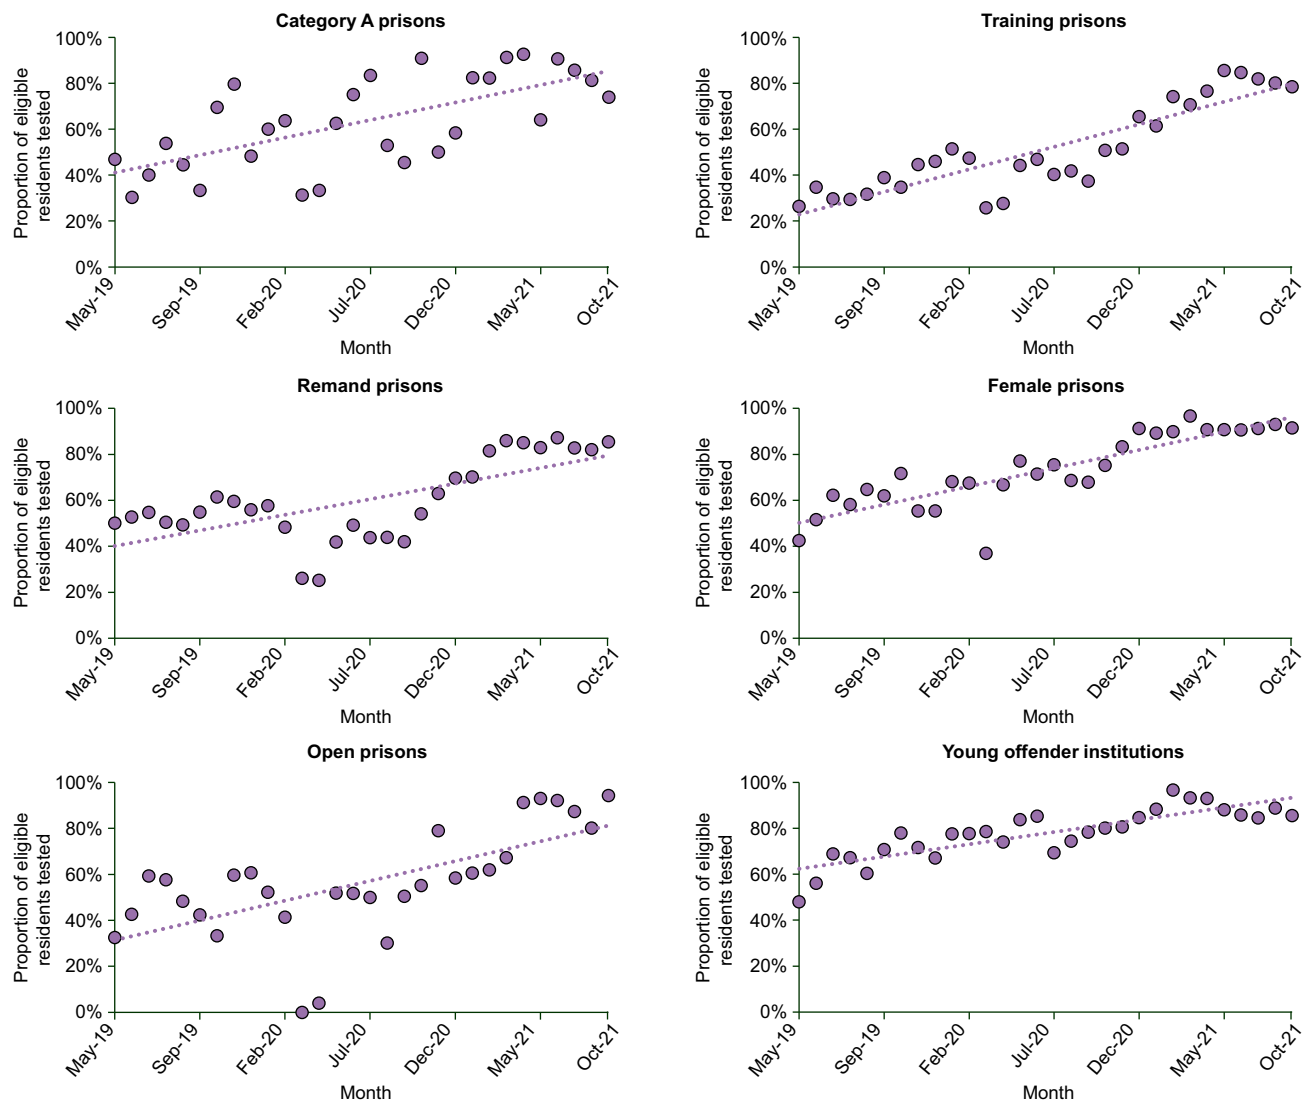 Category A prisons
Proportion of eligible
residents tested
100%
80%
60%
40%
20%
0%
May-19
Sep-19
Feb-20
Jul-20
Dec-20
May-21
Oct-21
Month
Training prisons
Proportion of eligible
residents tested
100%
80%
60%
40%
20%
0%
May-19
Sep-19
Feb-20
Jul-20
Dec-20
May-21
Oct-21
Month
Remand prisons
Proportion of eligible
residents tested
100%
80%
60%
40%
20%
0%
May-19
Sep-19
Feb-20
Jul-20
Dec-20
May-21
Oct-21
Month
Female prisons
Proportion of eligible
residents tested
100%
80%
60%
40%
20%
0%
May-19
Sep-19
Feb-20
Jul-20
Dec-20
May-21
Oct-21
Month
Open prisons
Proportion of eligible
residents tested
100%
80%
60%
40%
20%
0%
May-19
Sep-19
Feb-20
Jul-20
Dec-20
May-21
Oct-21
Month
Young offender institutions
Proportion of eligible
residents tested
100%
80%
60%
40%
20%
0%
May-19
Sep-19
Feb-20
Jul-20
Dec-20
May-21
Oct-21
Month